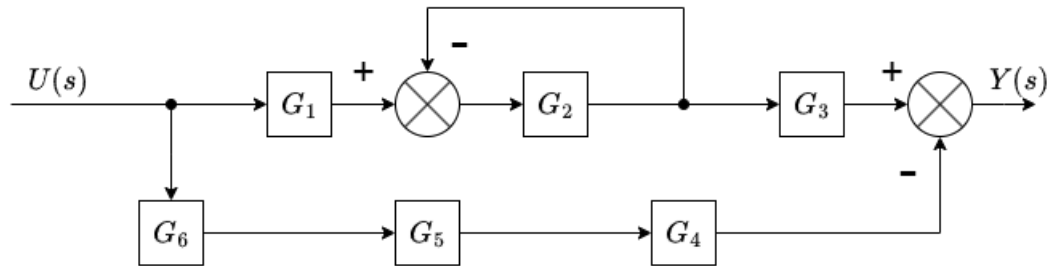 -
U(s) + + Y(s)
G₁ G₂ G₃
-
G₆ G₅ G₄